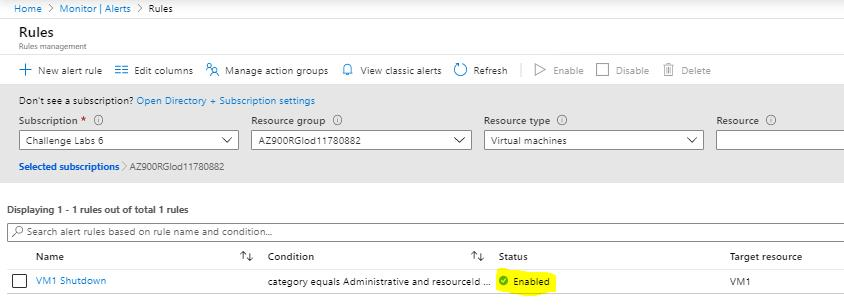 Home > Monitor | Alerts > Rules
Rules
Rules management
+ New alert rule Edit columns Manage action groups View classic alerts Refresh Enable Disable Delete
Don't see a subscription? Open Directory + Subscription settings
Subscription * Resource group Resource type Resource
Challenge Labs 6 AZ900RGlod11780882 Virtual machines
Selected subscriptions > AZ900RGlod11780882
Displaying 1 - 1 rules out of total 1 rules
Search alert rules based on rule name and condition...
Name Condition Status Target resource
VM1 Shutdown category equals Administrative and resourceId ... Enabled VM1